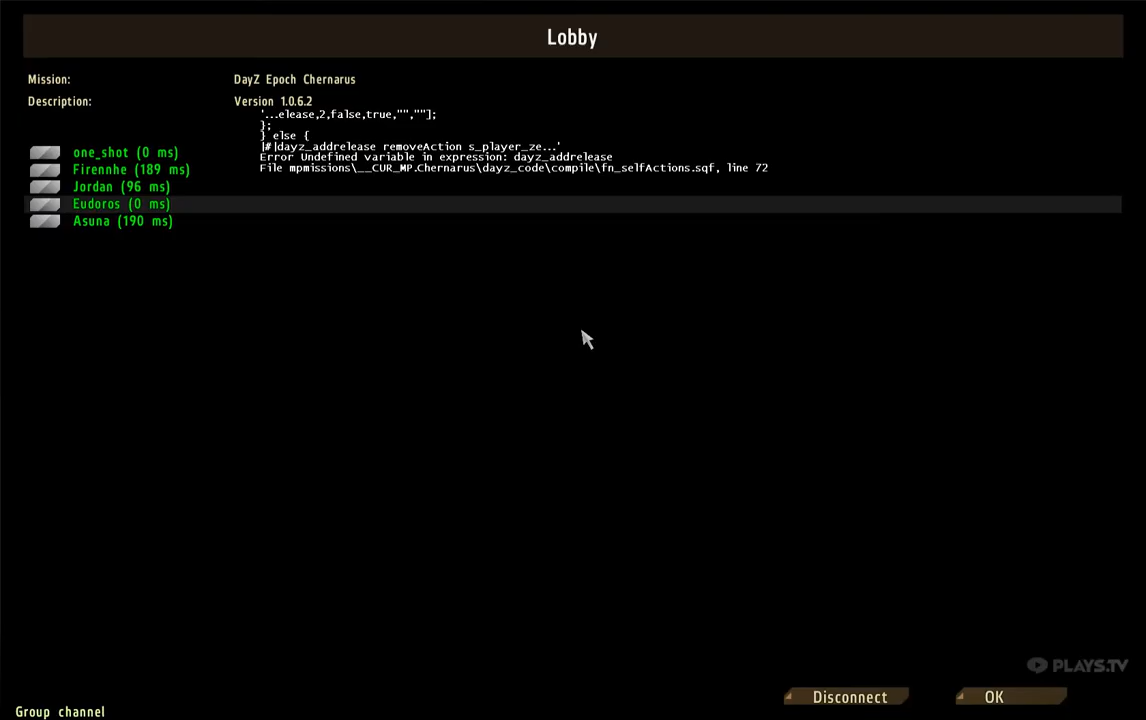 Lobby
Mission: DayZ Epoch Chernarus
Description: Version 1.0.6.2
'...elease,2,false,true,"",""];
};
} else {
|#|dayz_addrelease removeAction s_player_ze...'
Error Undefined variable in expression: dayz_addrelease
File mpmissions\__CUR_MP.Chernarus\dayz_code\compile\fn_selfActions.sqf, line 72
one_shot (0 ms)
Firennhe (189 ms)
Jordan (96 ms)
Eudoros (0 ms)
Asuna (190 ms)
PLAYS.TV
Disconnect OK
Group channel